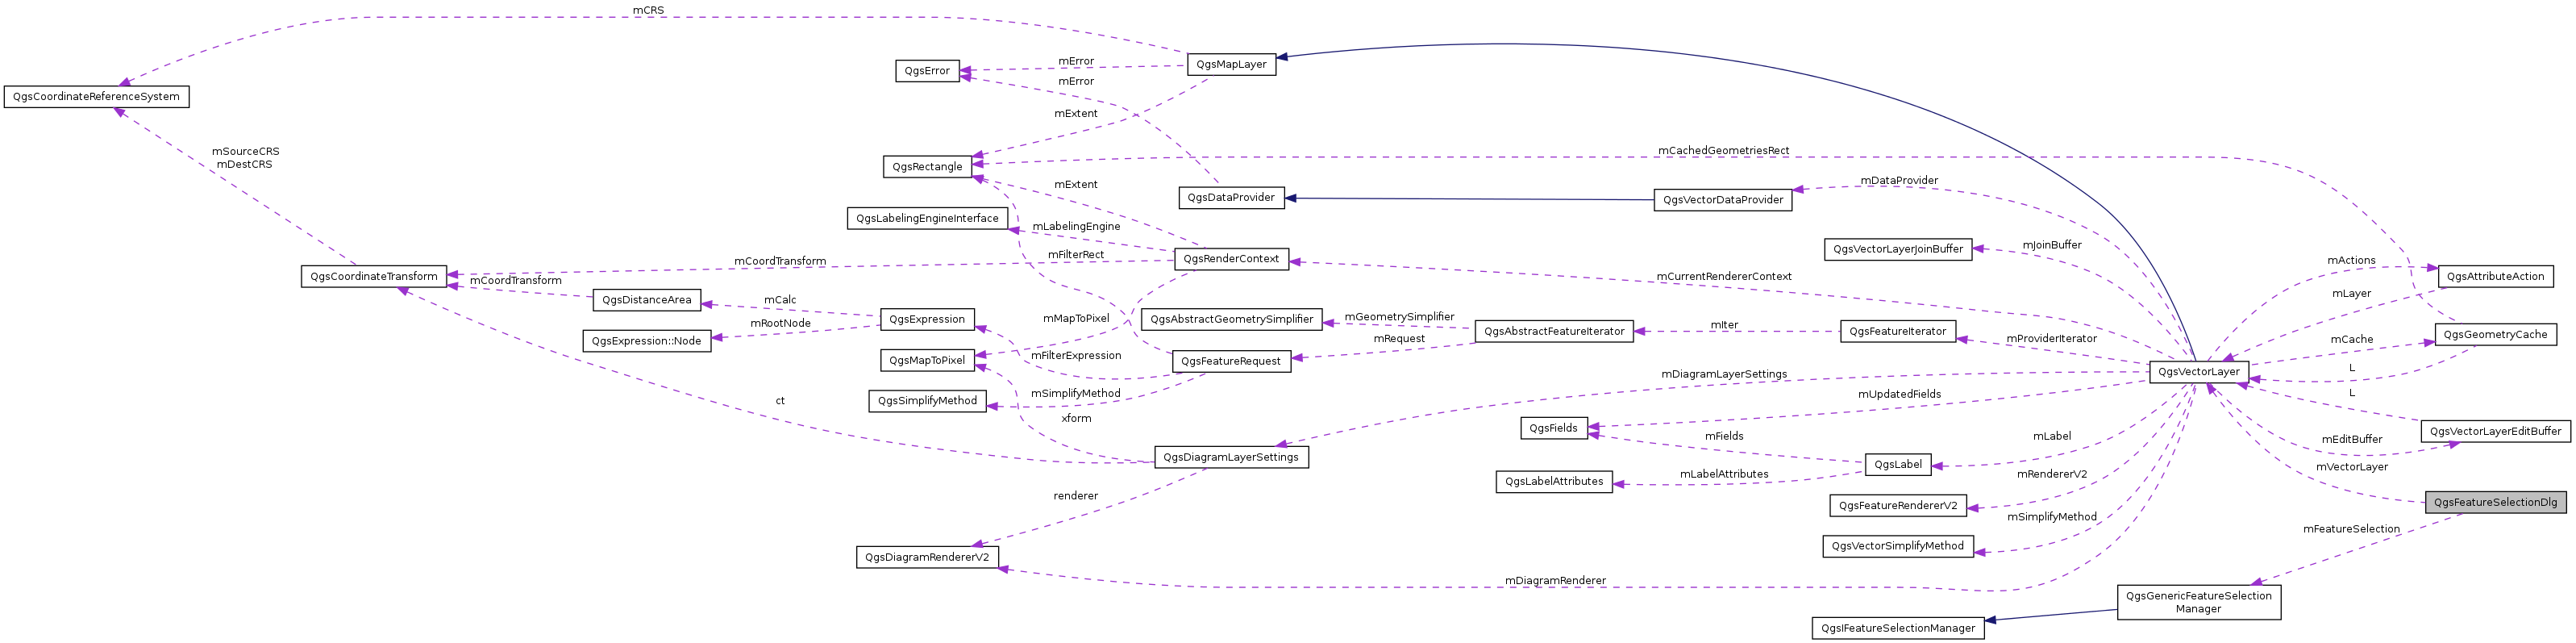 mCRS
QgsMapLayer
mError
QgsError
mError
QgsCoordinateReferenceSystem
mExtent
mSourceCRS
mDestCRS
mCachedGeometriesRect
QgsRectangle
mExtent
mDataProvider
QgsDataProvider
QgsVectorDataProvider
QgsLabelingEngineInterface
mLabelingEngine
mJoinBuffer
QgsVectorLayerJoinBuffer
mFilterRect
QgsRenderContext
mCoordTransform
mActions
QgsCoordinateTransform
mCoordTransform
mCurrentRendererContext
QgsAttributeAction
mLayer
QgsDistanceArea
mCalc
QgsExpression
mMapToPixel
QgsAbstractGeometrySimplifier
mGeometrySimplifier
mRootNode
QgsAbstractFeatureIterator
mIter
QgsFeatureIterator
QgsGeometryCache
QgsExpression::Node
mRequest
mProviderIterator
mCache
QgsMapToPixel
mFilterExpression
QgsFeatureRequest
QgsVectorLayer
L
mDiagramLayerSettings
QgsSimplifyMethod
mSimplifyMethod
mUpdatedFields
L
ct
xform
QgsFields
mFields
mLabel
mEditBuffer
QgsVectorLayerEditBuffer
QgsDiagramLayerSettings
QgsLabel
mVectorLayer
mLabelAttributes
mRendererV2
QgsLabelAttributes
renderer
QgsFeatureRendererV2
QgsFeatureSelectionDlg
mSimplifyMethod
mFeatureSelection
QgsVectorSimplifyMethod
QgsDiagramRendererV2
mDiagramRenderer
QgsGenericFeatureSelection
Manager
QgsIFeatureSelectionManager